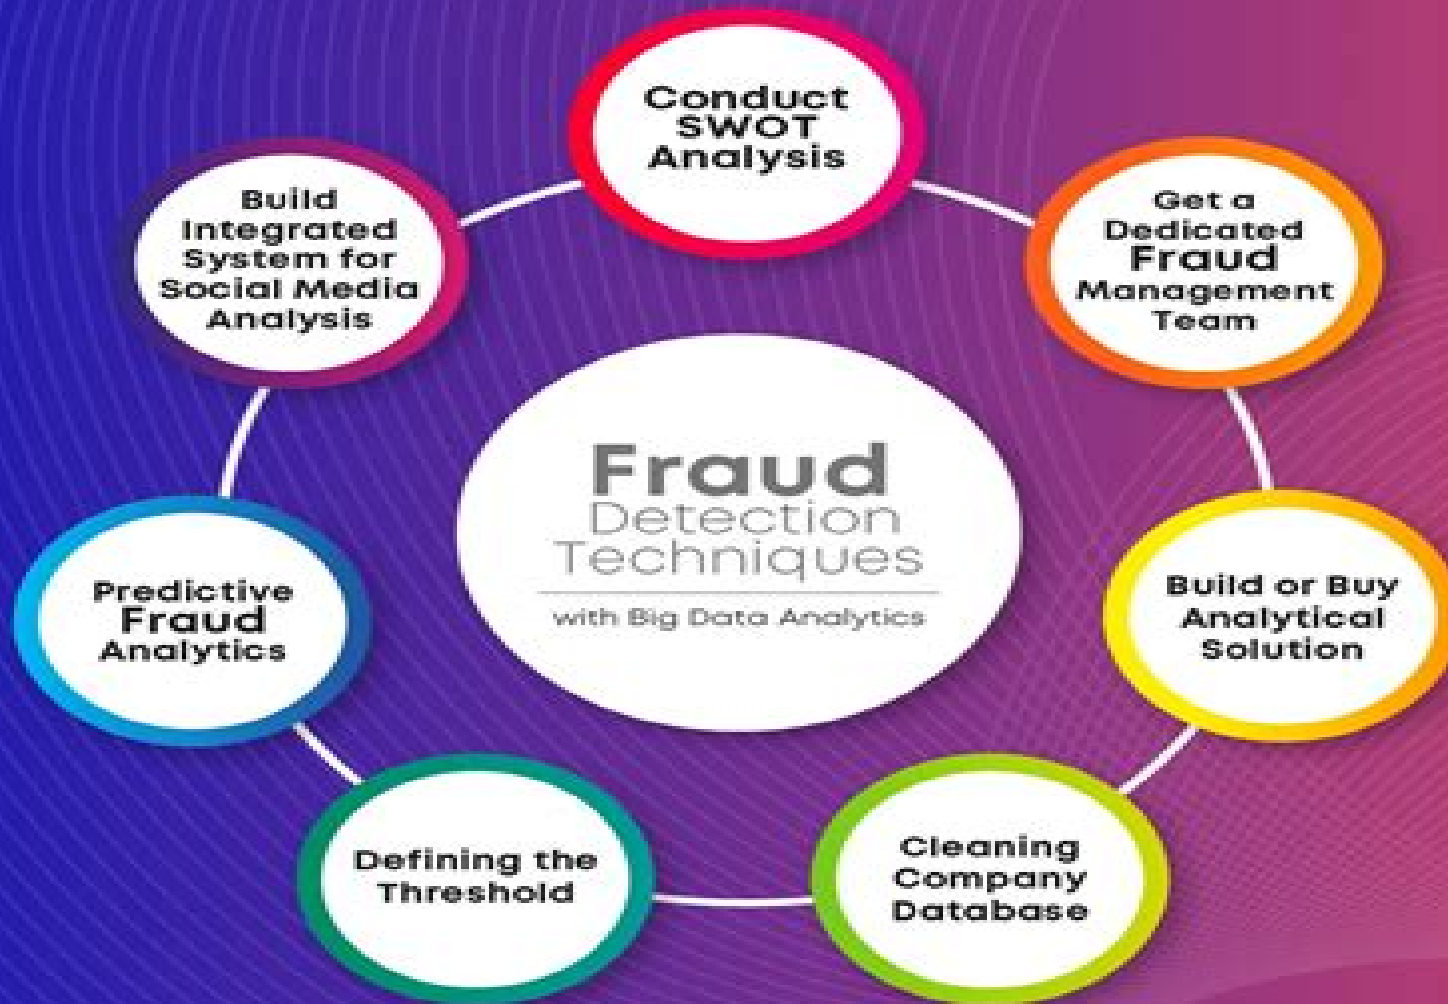 Conduct
SWOT
Analysis
Get a
Dedicated
Fraud
Management
Team
Build or Buy
Analytical
Solution
Cleaning
Company
Database
Defining the
Threshold
Predictive
Fraud
Analytics
Build
Integrated
System for
Social Media
Analysis
Fraud
Detection
Techniques
with Big Data Analytics